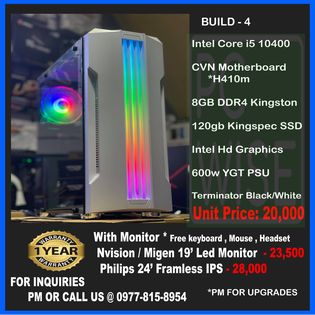 BUILD - 4
Intel Core i5 10400
CVN Motherboard
*H410m
8GB DDR4 Kingston
120gb Kingspec SSD
Intel Hd Graphics
600w YGT PSU
Terminator Black/White
Unit Price: 20,000
WARRANTY
1 YEAR
WARRANTY
With Monitor * Free keyboard , Mouse , Headset
Nvision / Migen 19' Led Monitor - 23,500
Philips 24' Framless IPS - 28,000
FOR INQUIRIES
PM OR CALL US @ 0977-815-8954
*PM FOR UPGRADES